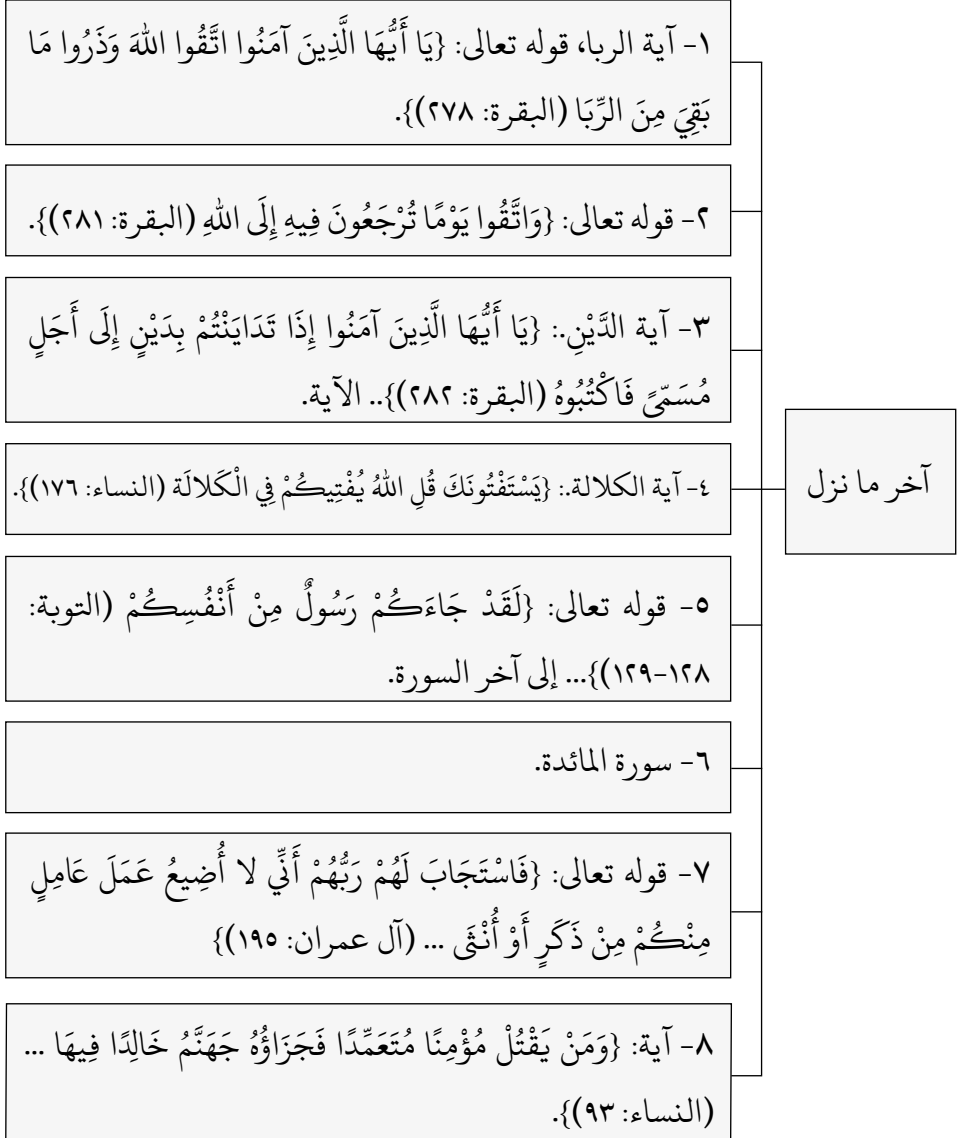 آخر ما نزل
١- آية الربا، قوله تعالى: {يَا أَيُّهَا الَّذِينَ آمَنُوا اتَّقُوا اللهَ وَذَرُوا مَا
بَقِيَ مِنَ الرِّبَا (البقرة: ٢٧٨)}.
٢- قوله تعالى: {وَاتَّقُوا يَوْمًا تُرْجَعُونَ فِيهِ إِلَى اللهِ (البقرة: ٢٨١)}.
٣- آية الدَّيْنِ.: {يَا أَيُّهَا الَّذِينَ آمَنُوا إِذَا تَدَايَنْتُمْ بِدَيْنٍ إِلَى أَجَلٍ
مُسَمّىً فَاكْتُبُوهُ (البقرة: ٢٨٢)}.. الآية.
٤- آية الكلالة.: {يَسْتَفْتُونَكَ قُلِ اللهُ يُفْتِيكُمْ فِي الْكَلالَة (النساء: ١٧٦)}.
٥- قوله تعالى: {لَقَدْ جَاءَكُمْ رَسُولٌ مِنْ أَنْفُسِكُمْ (التوبة:
١٢٨-١٢٩)}... إلى آخر السورة.
٦- سورة المائدة.
٧- قوله تعالى: {فَاسْتَجَابَ لَهُمْ رَبُّهُمْ أَنِّي لا أُضِيعُ عَمَلَ عَامِلٍ
مِنْكُمْ مِنْ ذَكَرٍ أَوْ أُنْثَى ... (آل عمران: ١٩٥)}
٨- آية: {وَمَنْ يَقْتُلْ مُؤْمِنًا مُتَعَمِّدًا فَجَزَاؤُهُ جَهَنَّمُ خَالِدًا فِيهَا ...
(النساء: ٩٣)}.